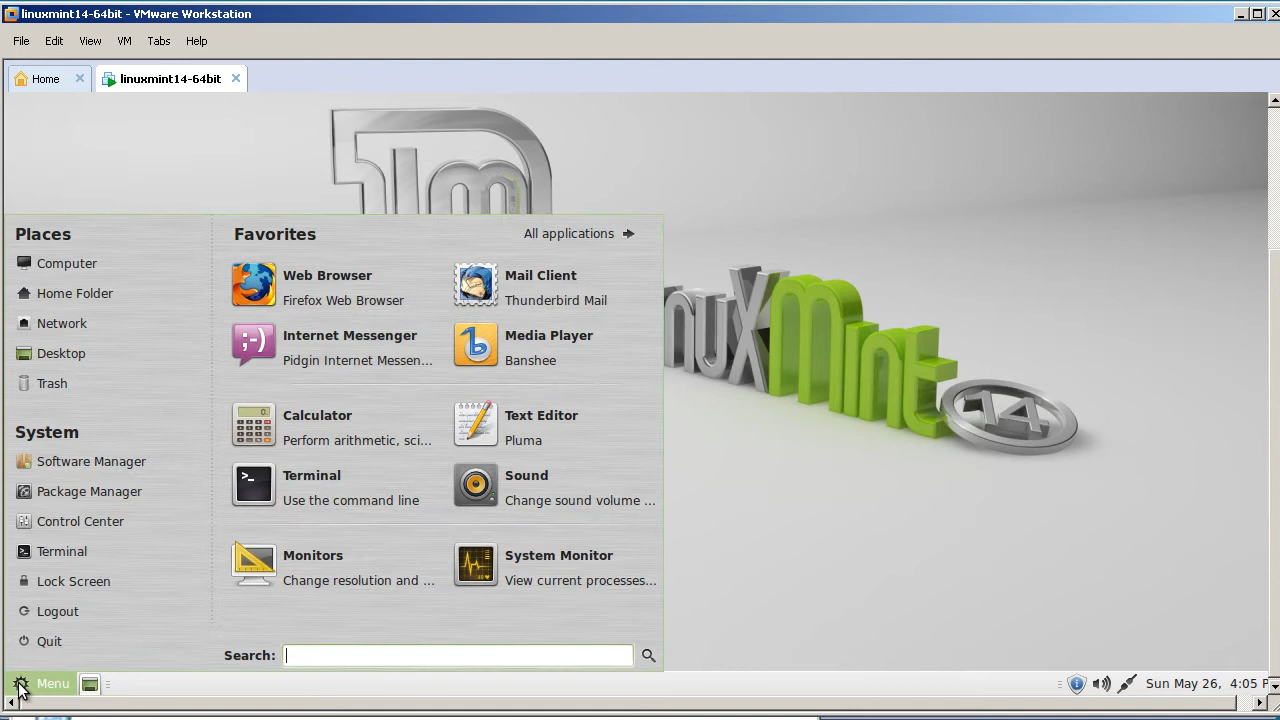 linuxmint14-64bit - VMware Workstation
File Edit View VM Tabs Help
Home linuxmint14-64bit
Places
Computer
Home Folder
Network
Desktop
Trash
System
Software Manager
Package Manager
Control Center
Terminal
Lock Screen
Logout
Quit
Favorites All applications
Web Browser
Firefox Web Browser
Mail Client
Thunderbird Mail
Internet Messenger
Pidgin Internet Messen...
Media Player
Banshee
Calculator
Perform arithmetic, sci...
Text Editor
Pluma
Terminal
Use the command line
Sound
Change sound volume ...
Monitors
Change resolution and ...
System Monitor
View current processes...
Search:
nuXMint 14
Menu
Sun May 26, 4:05 P